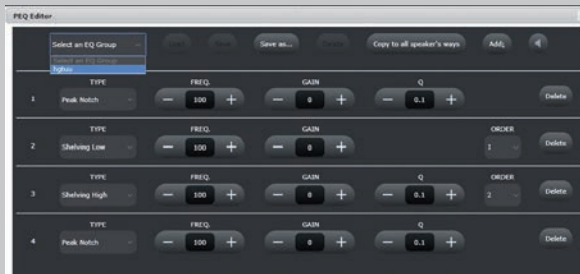 PEQ Editor
Select an EQ Group Load Save Save as... Delete Copy to all speaker's ways Add
Select an EQ Group
TYPE FREQ. GAIN Q
1 Peak Notch — 100 + — 0 + — 0.1 + Delete
TYPE FREQ. GAIN ORDER
2 Shelving Low — 100 + — 0 + 1 Delete
TYPE FREQ. GAIN Q ORDER
3 Shelving High — 100 + — 0 + — 0.1 + 2 Delete
TYPE FREQ. GAIN Q
4 Peak Notch — 100 + — 0 + — 0.1 + Delete